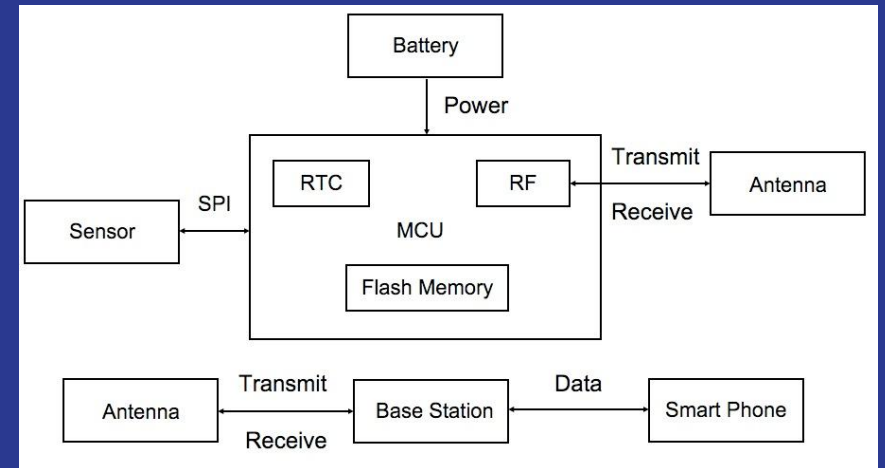 Battery
Power
RTC
RF
Transmit
Antenna
Receive
SPI
Sensor
MCU
Flash Memory
Transmit
Data
Antenna
Base Station
Smart Phone
Receive